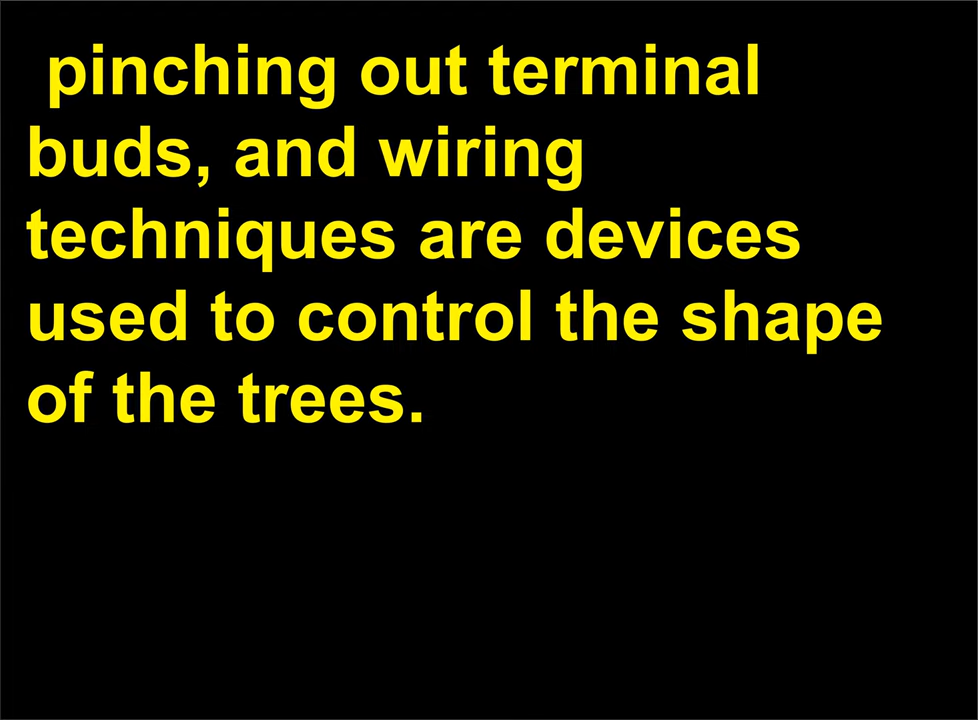 pinching out terminal
buds, and wiring
techniques are devices
used to control the shape
of the trees.